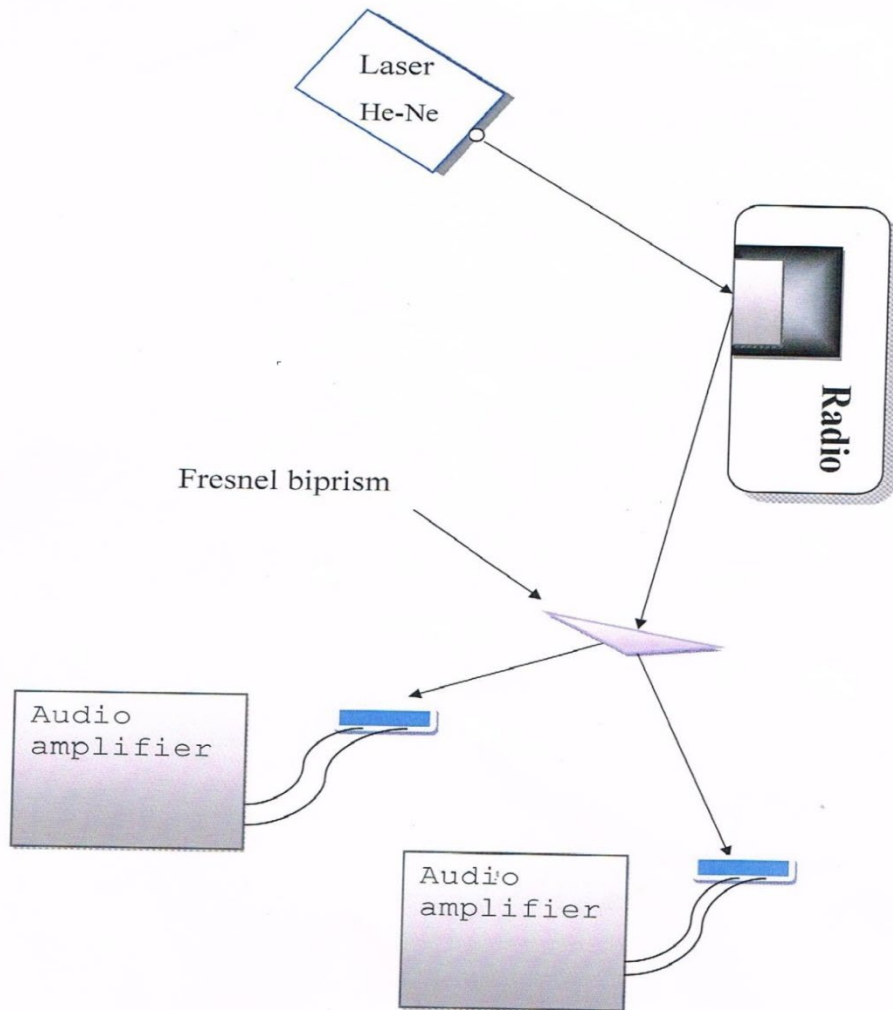 Laser
He-Ne
Radio
Fresnel biprism
Audio
amplifier
Audio
amplifier